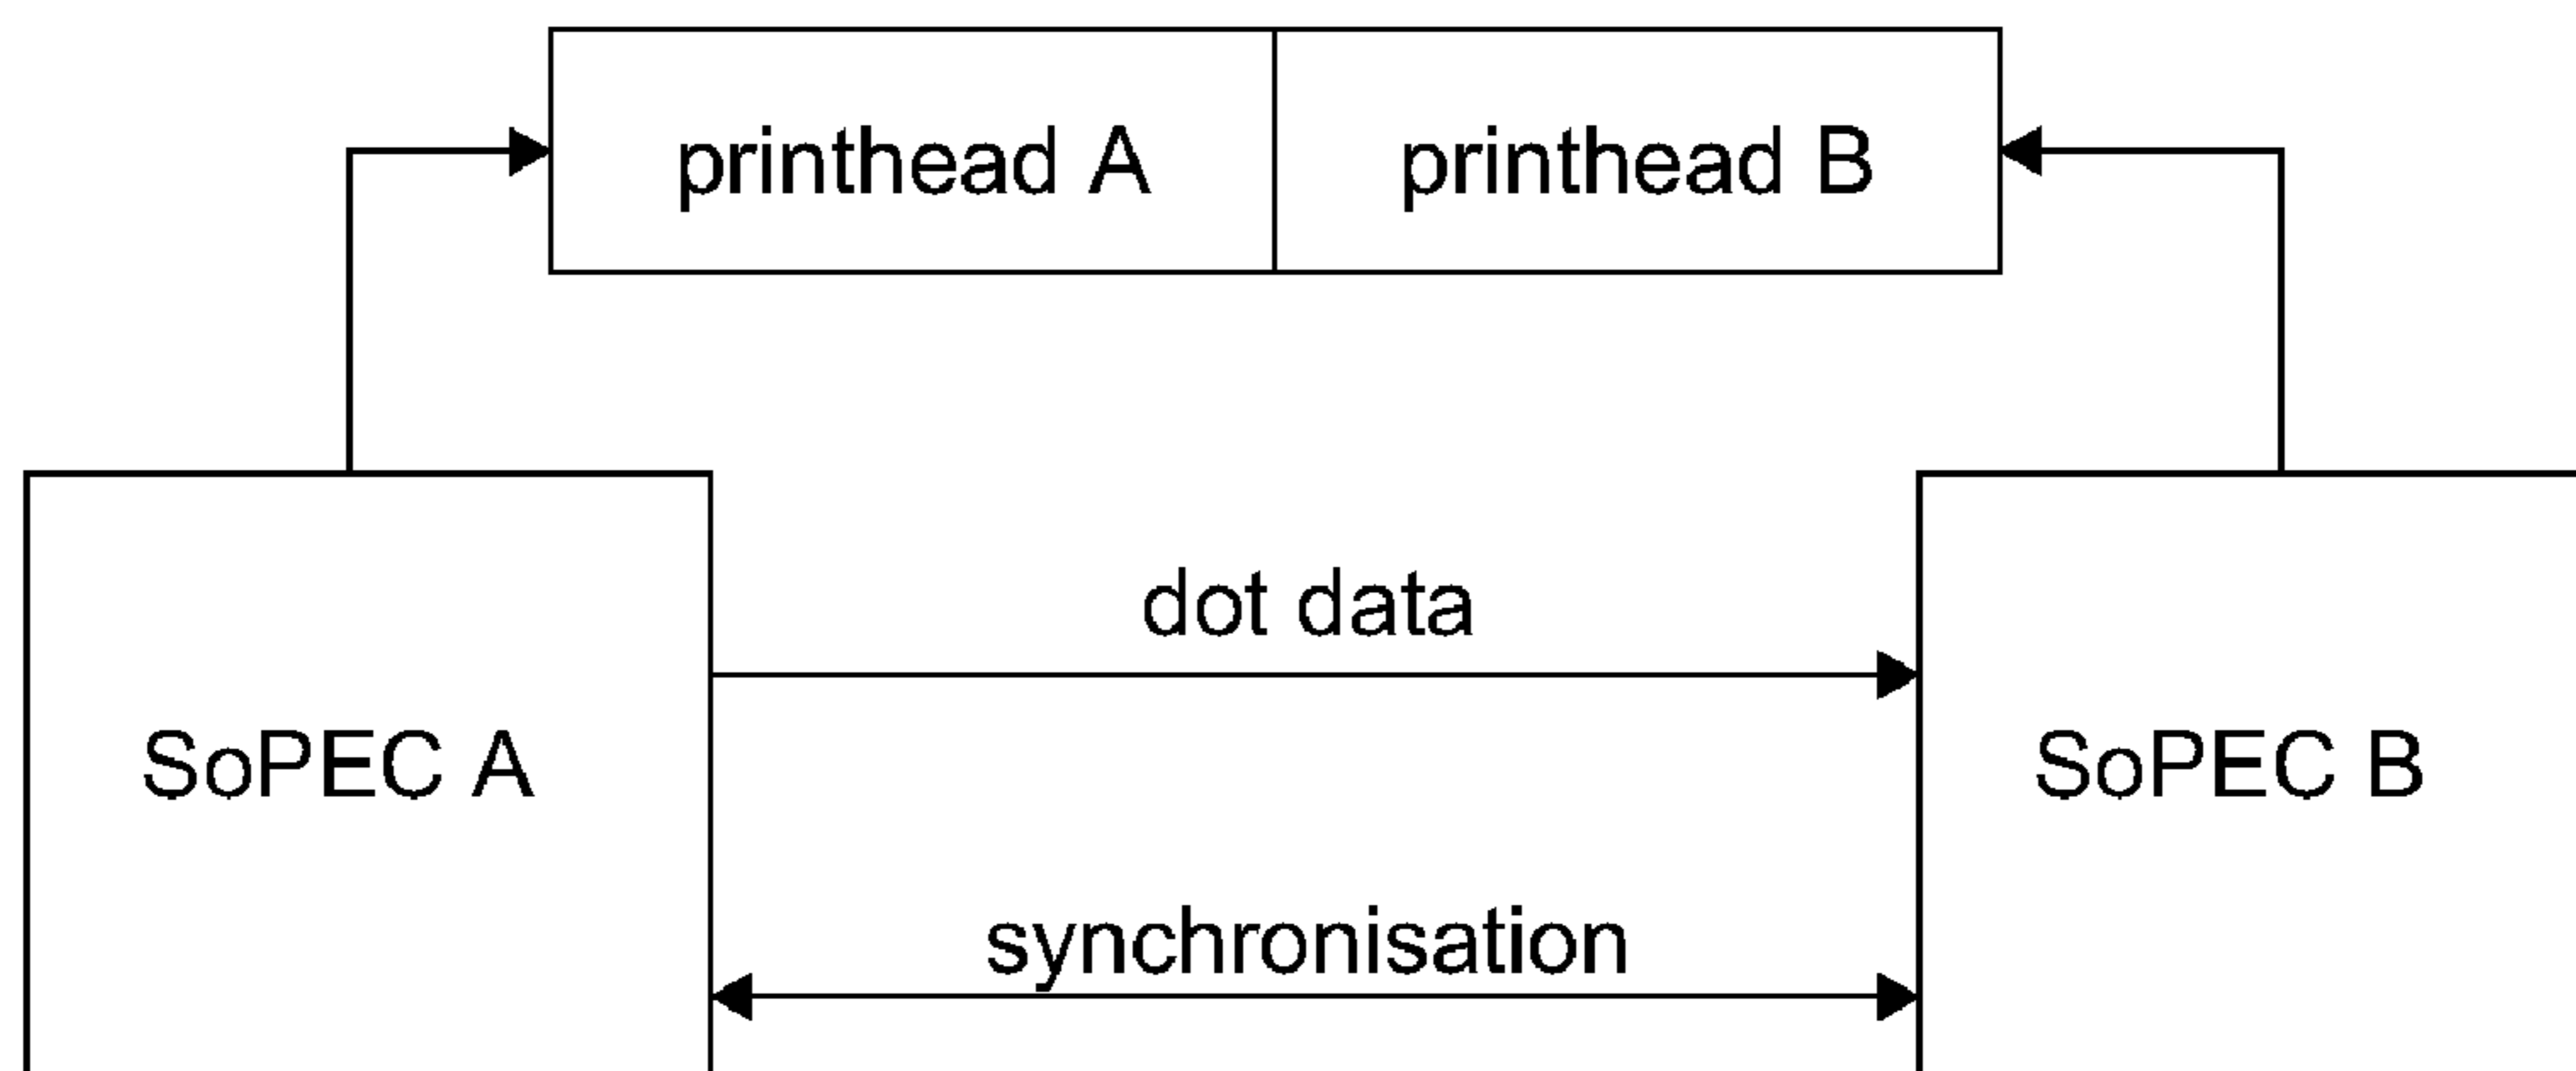 printhead A
printhead B
dot data
SoPEC A
SoPEC B
synchronisation